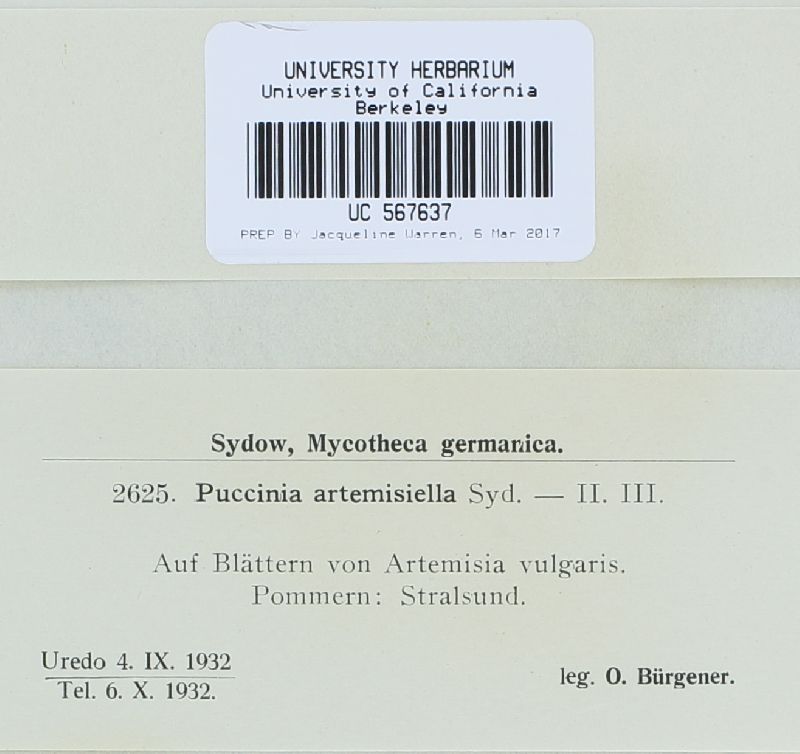 UNIVERSITY HERBARIUM
University of California
Berkeley
UC 567637
PREP BY Jacqueline Warren, 6 Mar 2017
Sydow, Mycotheca germanica.
2625. Puccinia artemisiella Syd. — II. III.
Auf Blättern von Artemisia vulgaris.
Pommern: Stralsund.
Uredo 4. IX. 1932
Tel. 6. X. 1932.
leg. O. Bürgener.